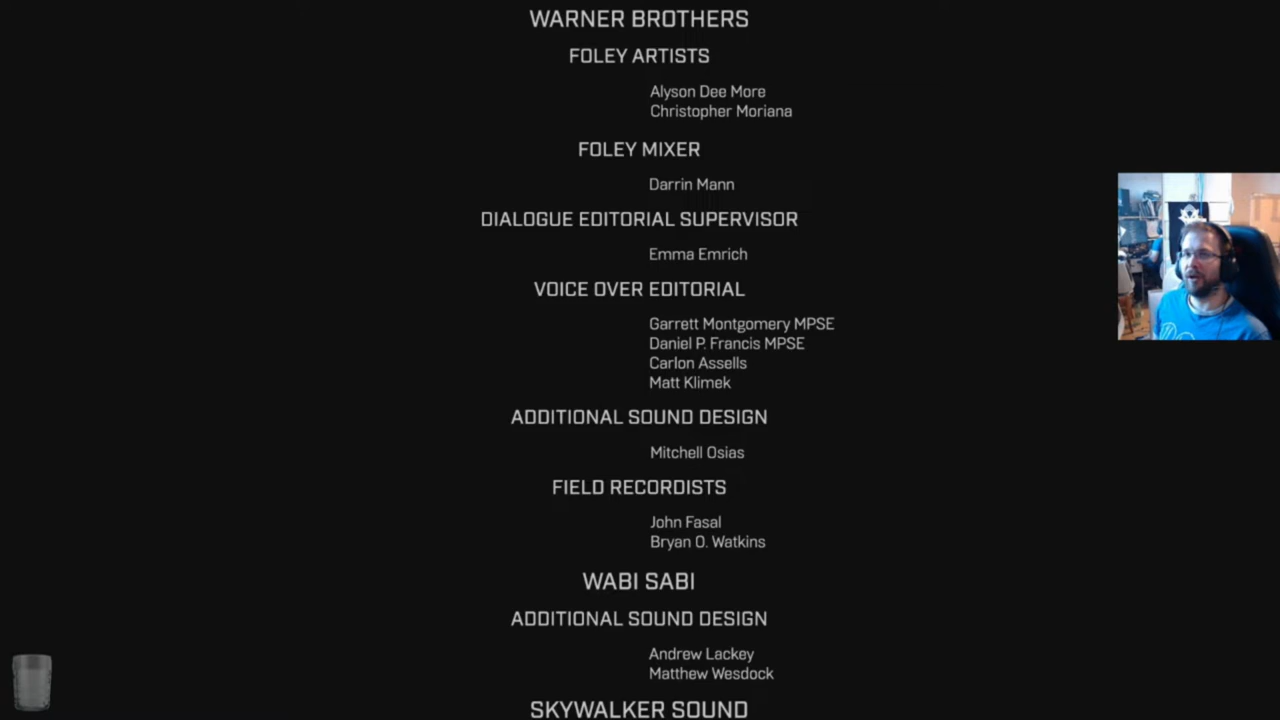 WARNER BROTHERS
FOLEY ARTISTS
Alyson Dee More
Christopher Moriana
FOLEY MIXER
Darrin Mann
DIALOGUE EDITORIAL SUPERVISOR
Emma Emrich
VOICE OVER EDITORIAL
Garrett Montgomery MPSE
Daniel P. Francis MPSE
Carlon Assells
Matt Klimek
ADDITIONAL SOUND DESIGN
Mitchell Osias
FIELD RECORDISTS
John Fasal
Bryan O. Watkins
WABI SABI
ADDITIONAL SOUND DESIGN
Andrew Lackey
Matthew Wesdock
SKYWALKER SOUND